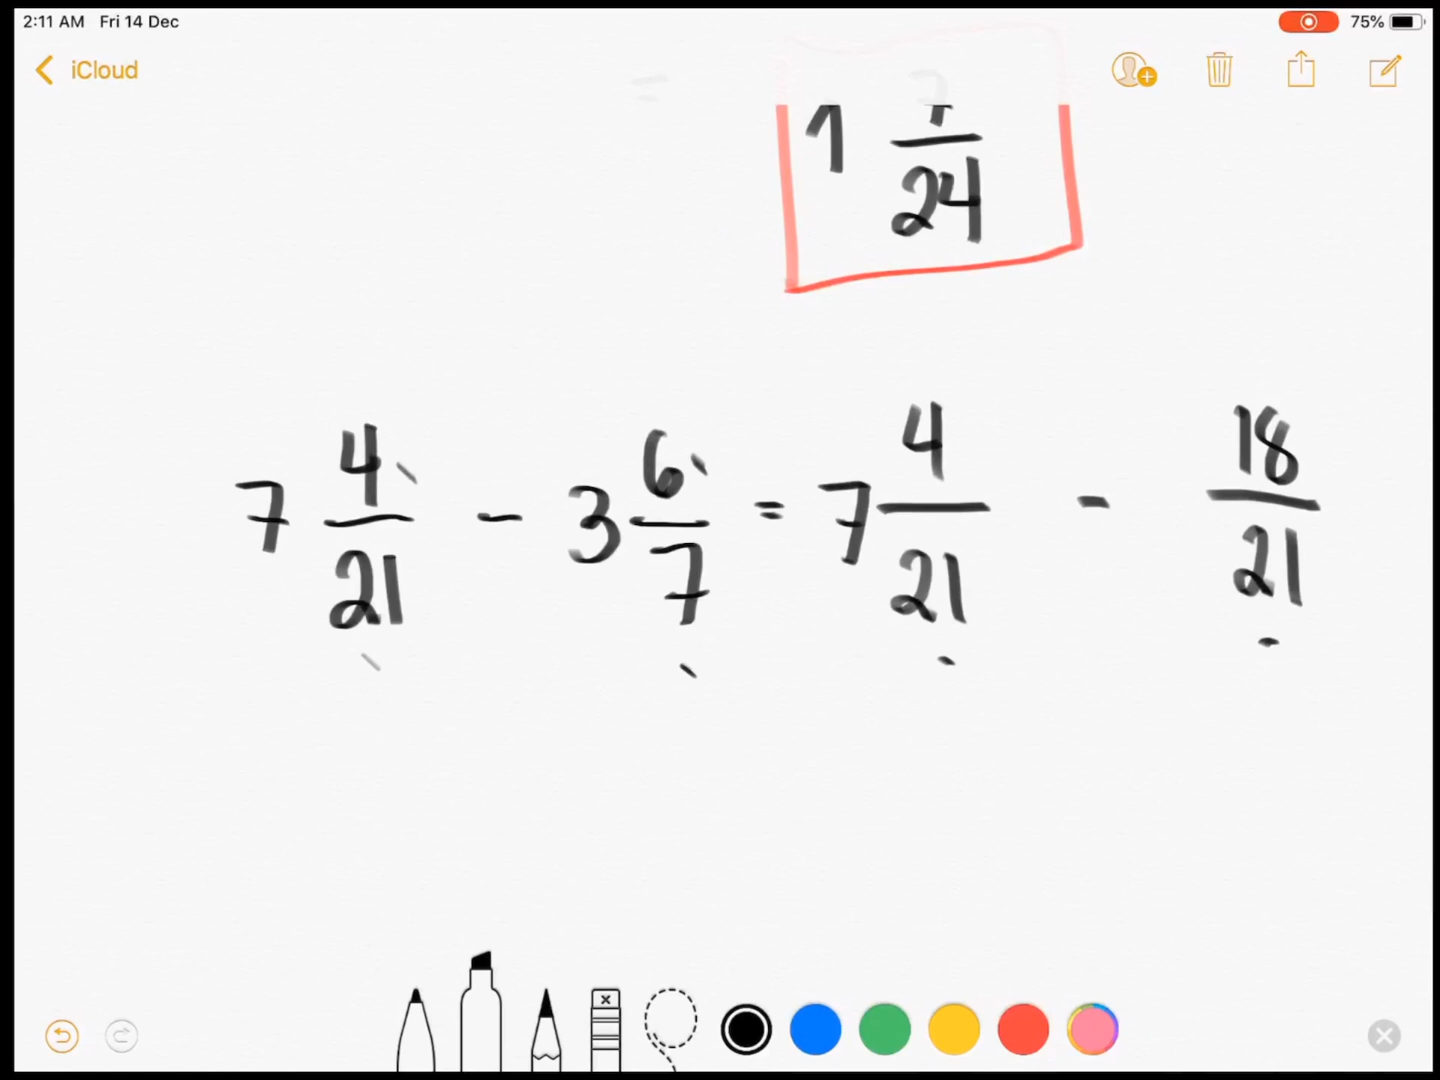 2:11 AM Fri 14 Dec 75%
iCloud
=
1 7/24
7 4/21 - 3 6/7 = 7 4/21 - 18/21